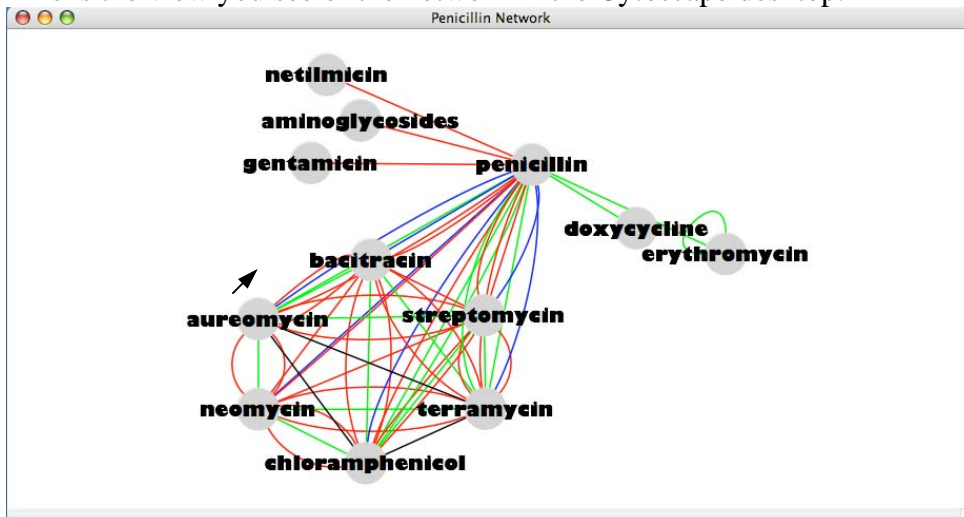 Penicillin Network
netilmicin
aminoglycosides
gentamicin
penicillin
doxycycline
erythromycin
bacitracin
aureomycin
streptomycin
neomycin
terramycin
chloramphenicol